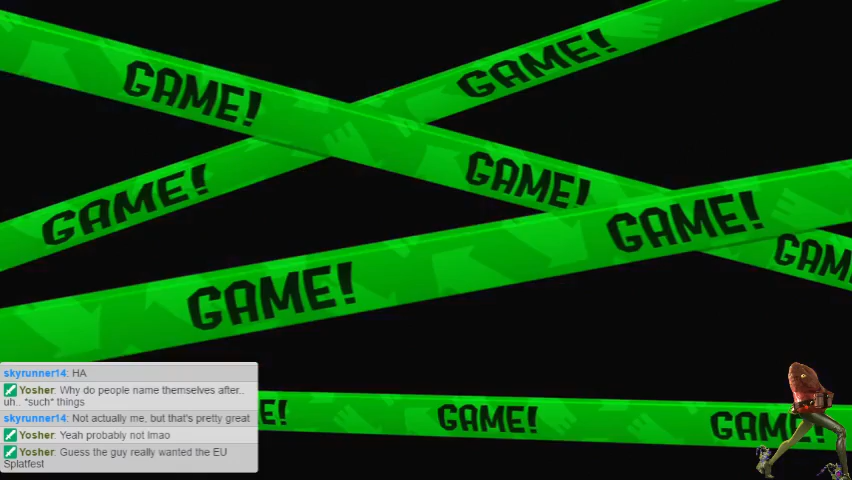 GAME!
GAME!
GAME!
GAME!
GAME!
GAME!
GAM
skyrunner14: HA
Yosher: Why do people name themselves after..
uh.. *such* things
skyrunner14: Not actually me, but that's pretty great
Yosher: Yeah probably not lmao
Yosher: Guess the guy really wanted the EU
Splatfest
E!
GAME!
GAME!